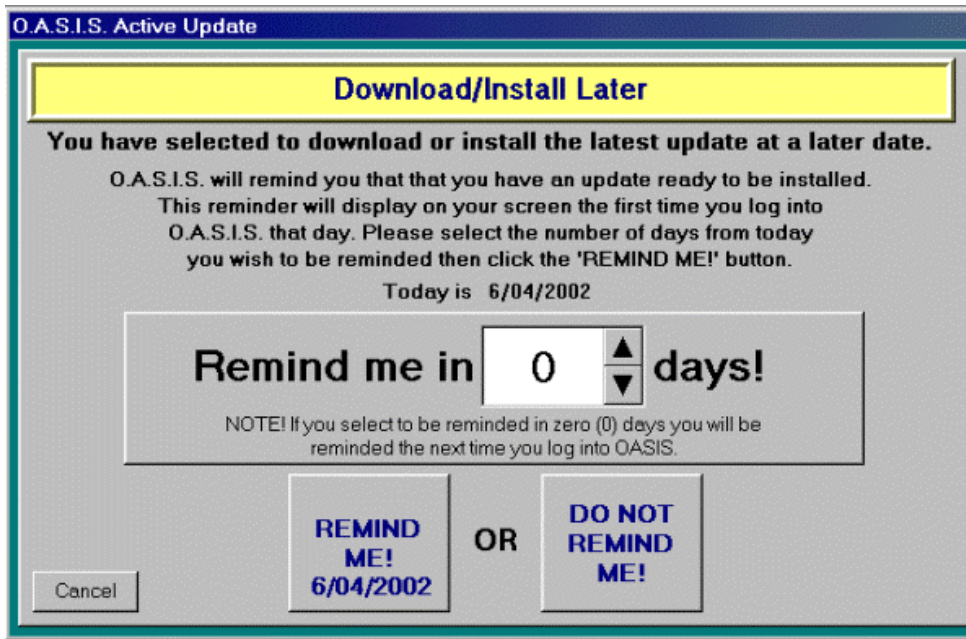 O.A.S.I.S. Active Update
Download/Install Later
You have selected to download or install the latest update at a later date.
O.A.S.I.S. will remind you that that you have an update ready to be installed.
This reminder will display on your screen the first time you log into
O.A.S.I.S. that day. Please select the number of days from today
you wish to be reminded then click the 'REMIND ME!' button.
Today is 6/04/2002
Remind me in 0 days!
NOTE! If you select to be reminded in zero (0) days you will be
reminded the next time you log into OASIS.
REMIND
ME!
6/04/2002
OR
DO NOT
REMIND
ME!
Cancel